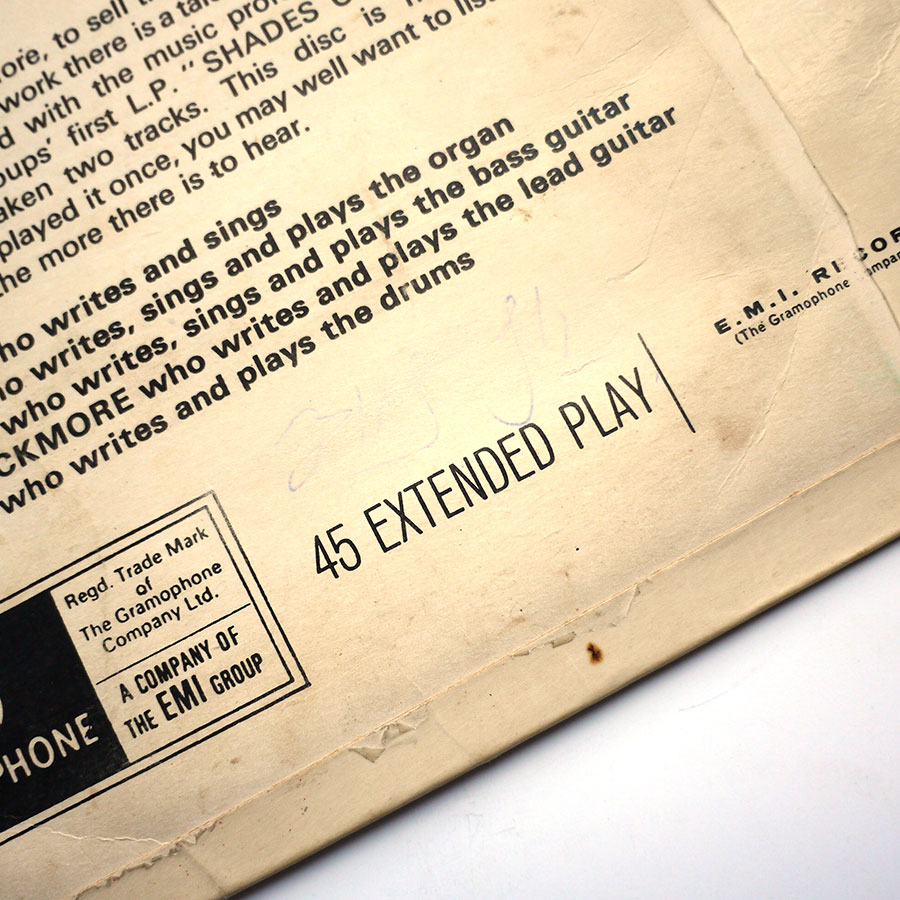 ore, to sell
work there is a
d with the music
oups' first L.P. "SHADES
aken two tracks. This disc is
played it once, you may well want to
he more there is to hear.
ho writes and sings
ho writes, sings and plays the organ
who writes, sings and plays the bass guitar
CKMORE who writes and plays the lead guitar
who writes and plays the drums
E.M.I. RECOR
(The Gramophone Compan
45 EXTENDED PLAY
Regd. Trade Mark
of
The Gramophone
Company Ltd.
A COMPANY OF
THE EMI GROUP
PHONE